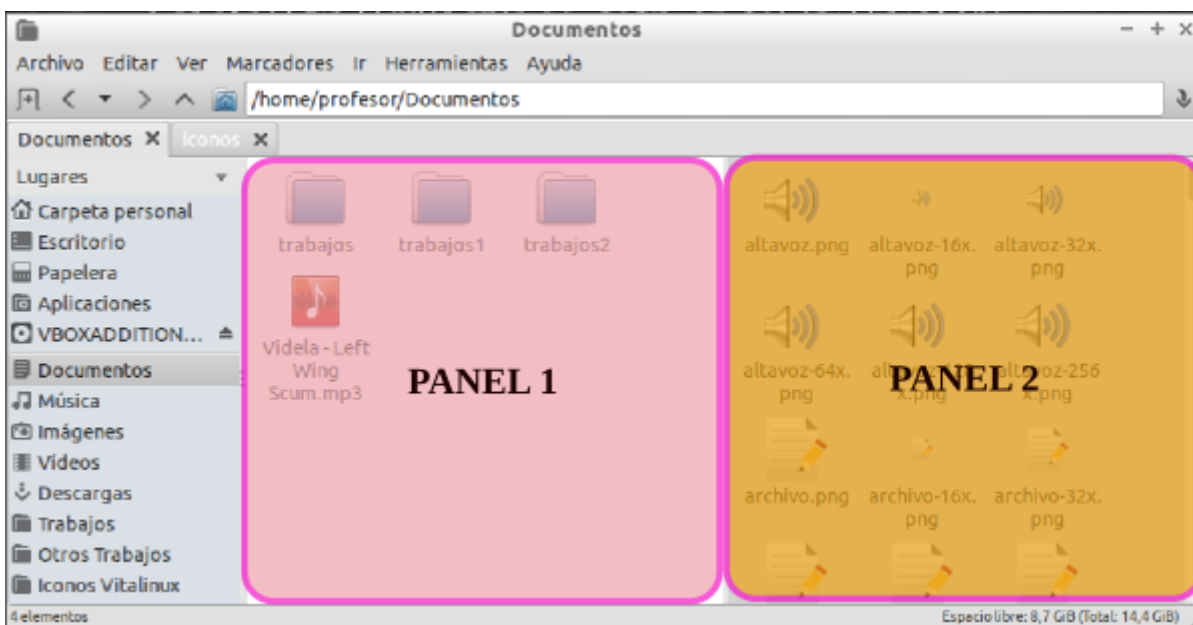 Documentos
Archivo Editar Ver Marcadores Ir Herramientas Ayuda
/home/profesor/Documentos
Documentos iconos
Lugares
Carpeta personal
Escritorio
Papelera
Aplicaciones
VBOXADDITION...
Documentos
Música
Imágenes
Vídeos
Descargas
Trabajos
Otros Trabajos
Iconos Vitalinux
trabajos trabajos1 trabajos2
Videla - Left
Wing
Scum.mp3
PANEL 1
altavoz.png altavoz-16x.
png altavoz-32x.
png
altavoz-64x.
png
altavoz-256
x.png
PANEL 2
archivo.png archivo-16x.
png archivo-32x.
png
4 elementos
Espacio libre: 8,7 GiB (Total: 14,4 GiB)